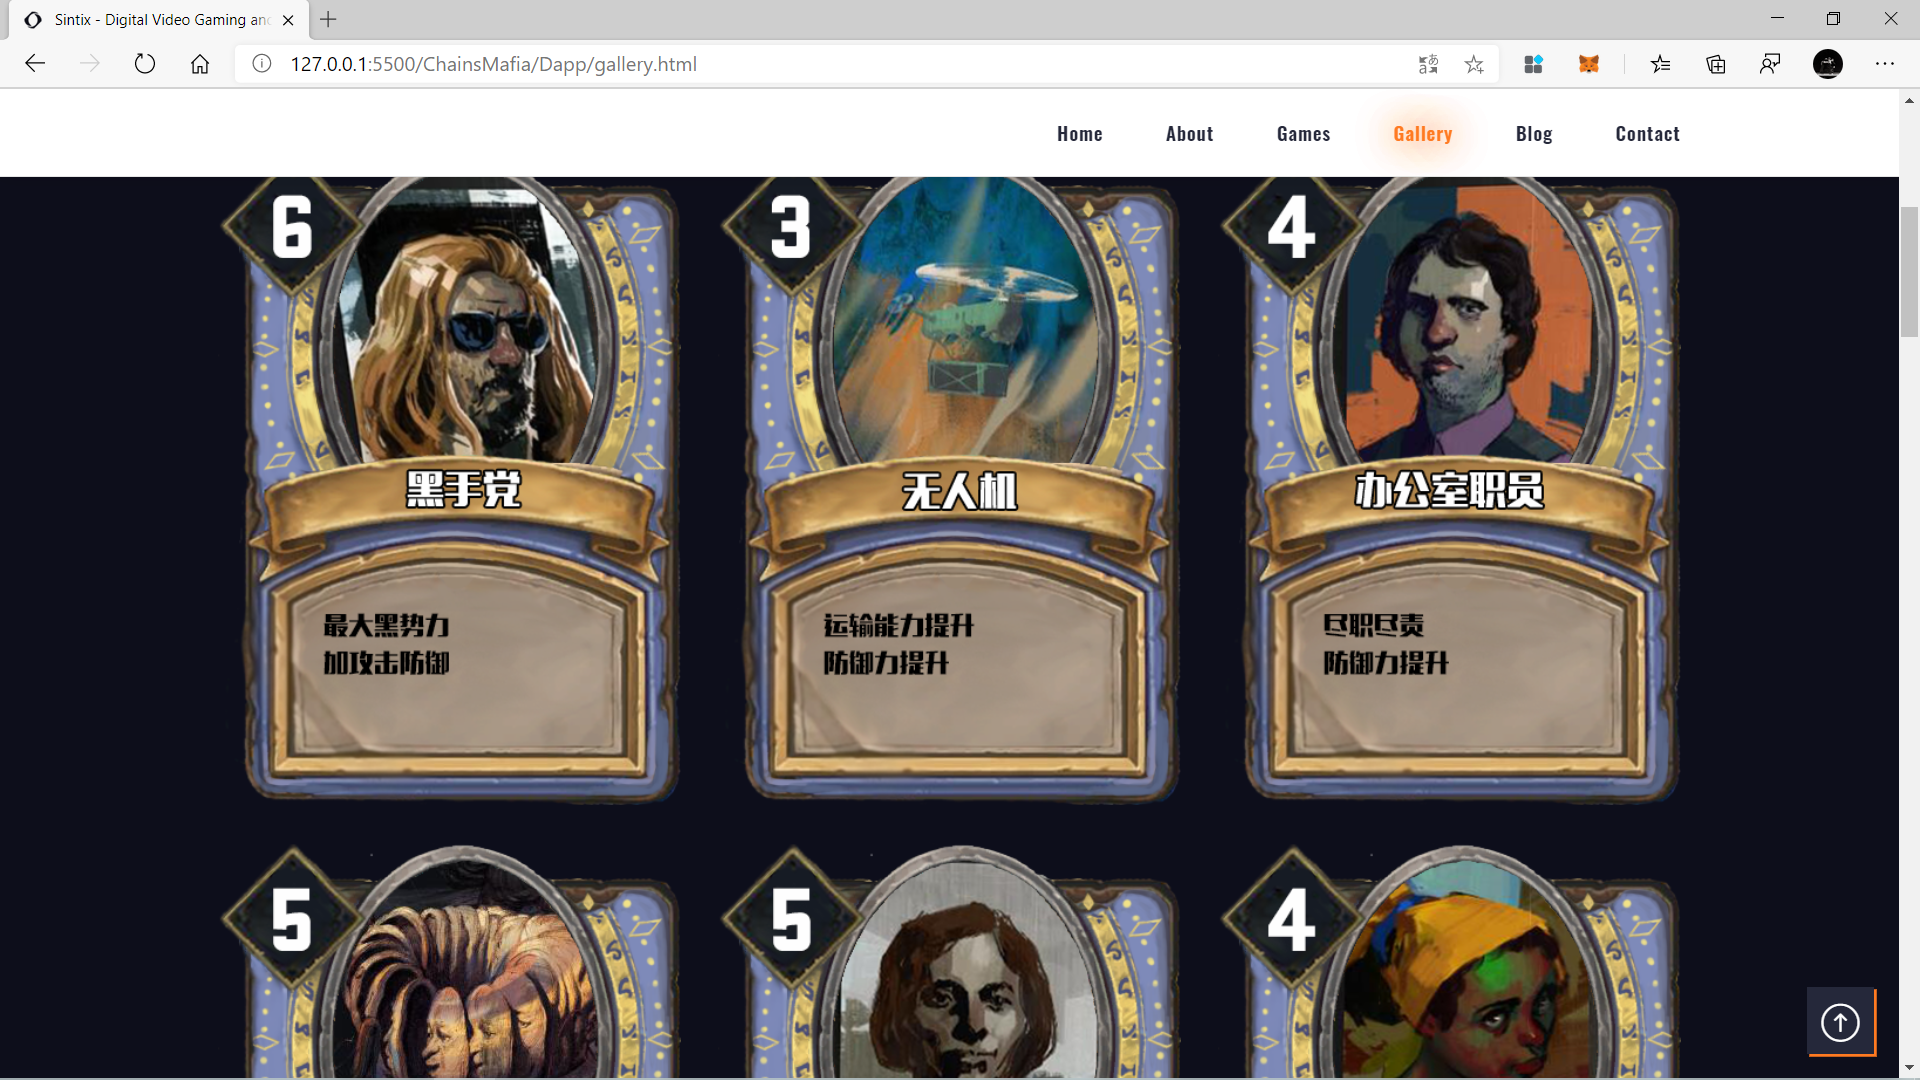 Sintix - Digital Video Gaming an
127.0.0.1:5500/ChainsMafia/Dapp/gallery.html
Home About Games Gallery Blog Contact
6 3 4
黑手党 无人机 办公室职员
最大黑势力 运输能力提升 尽职尽责
加攻击防御 防御力提升 防御力提升
5 5 4